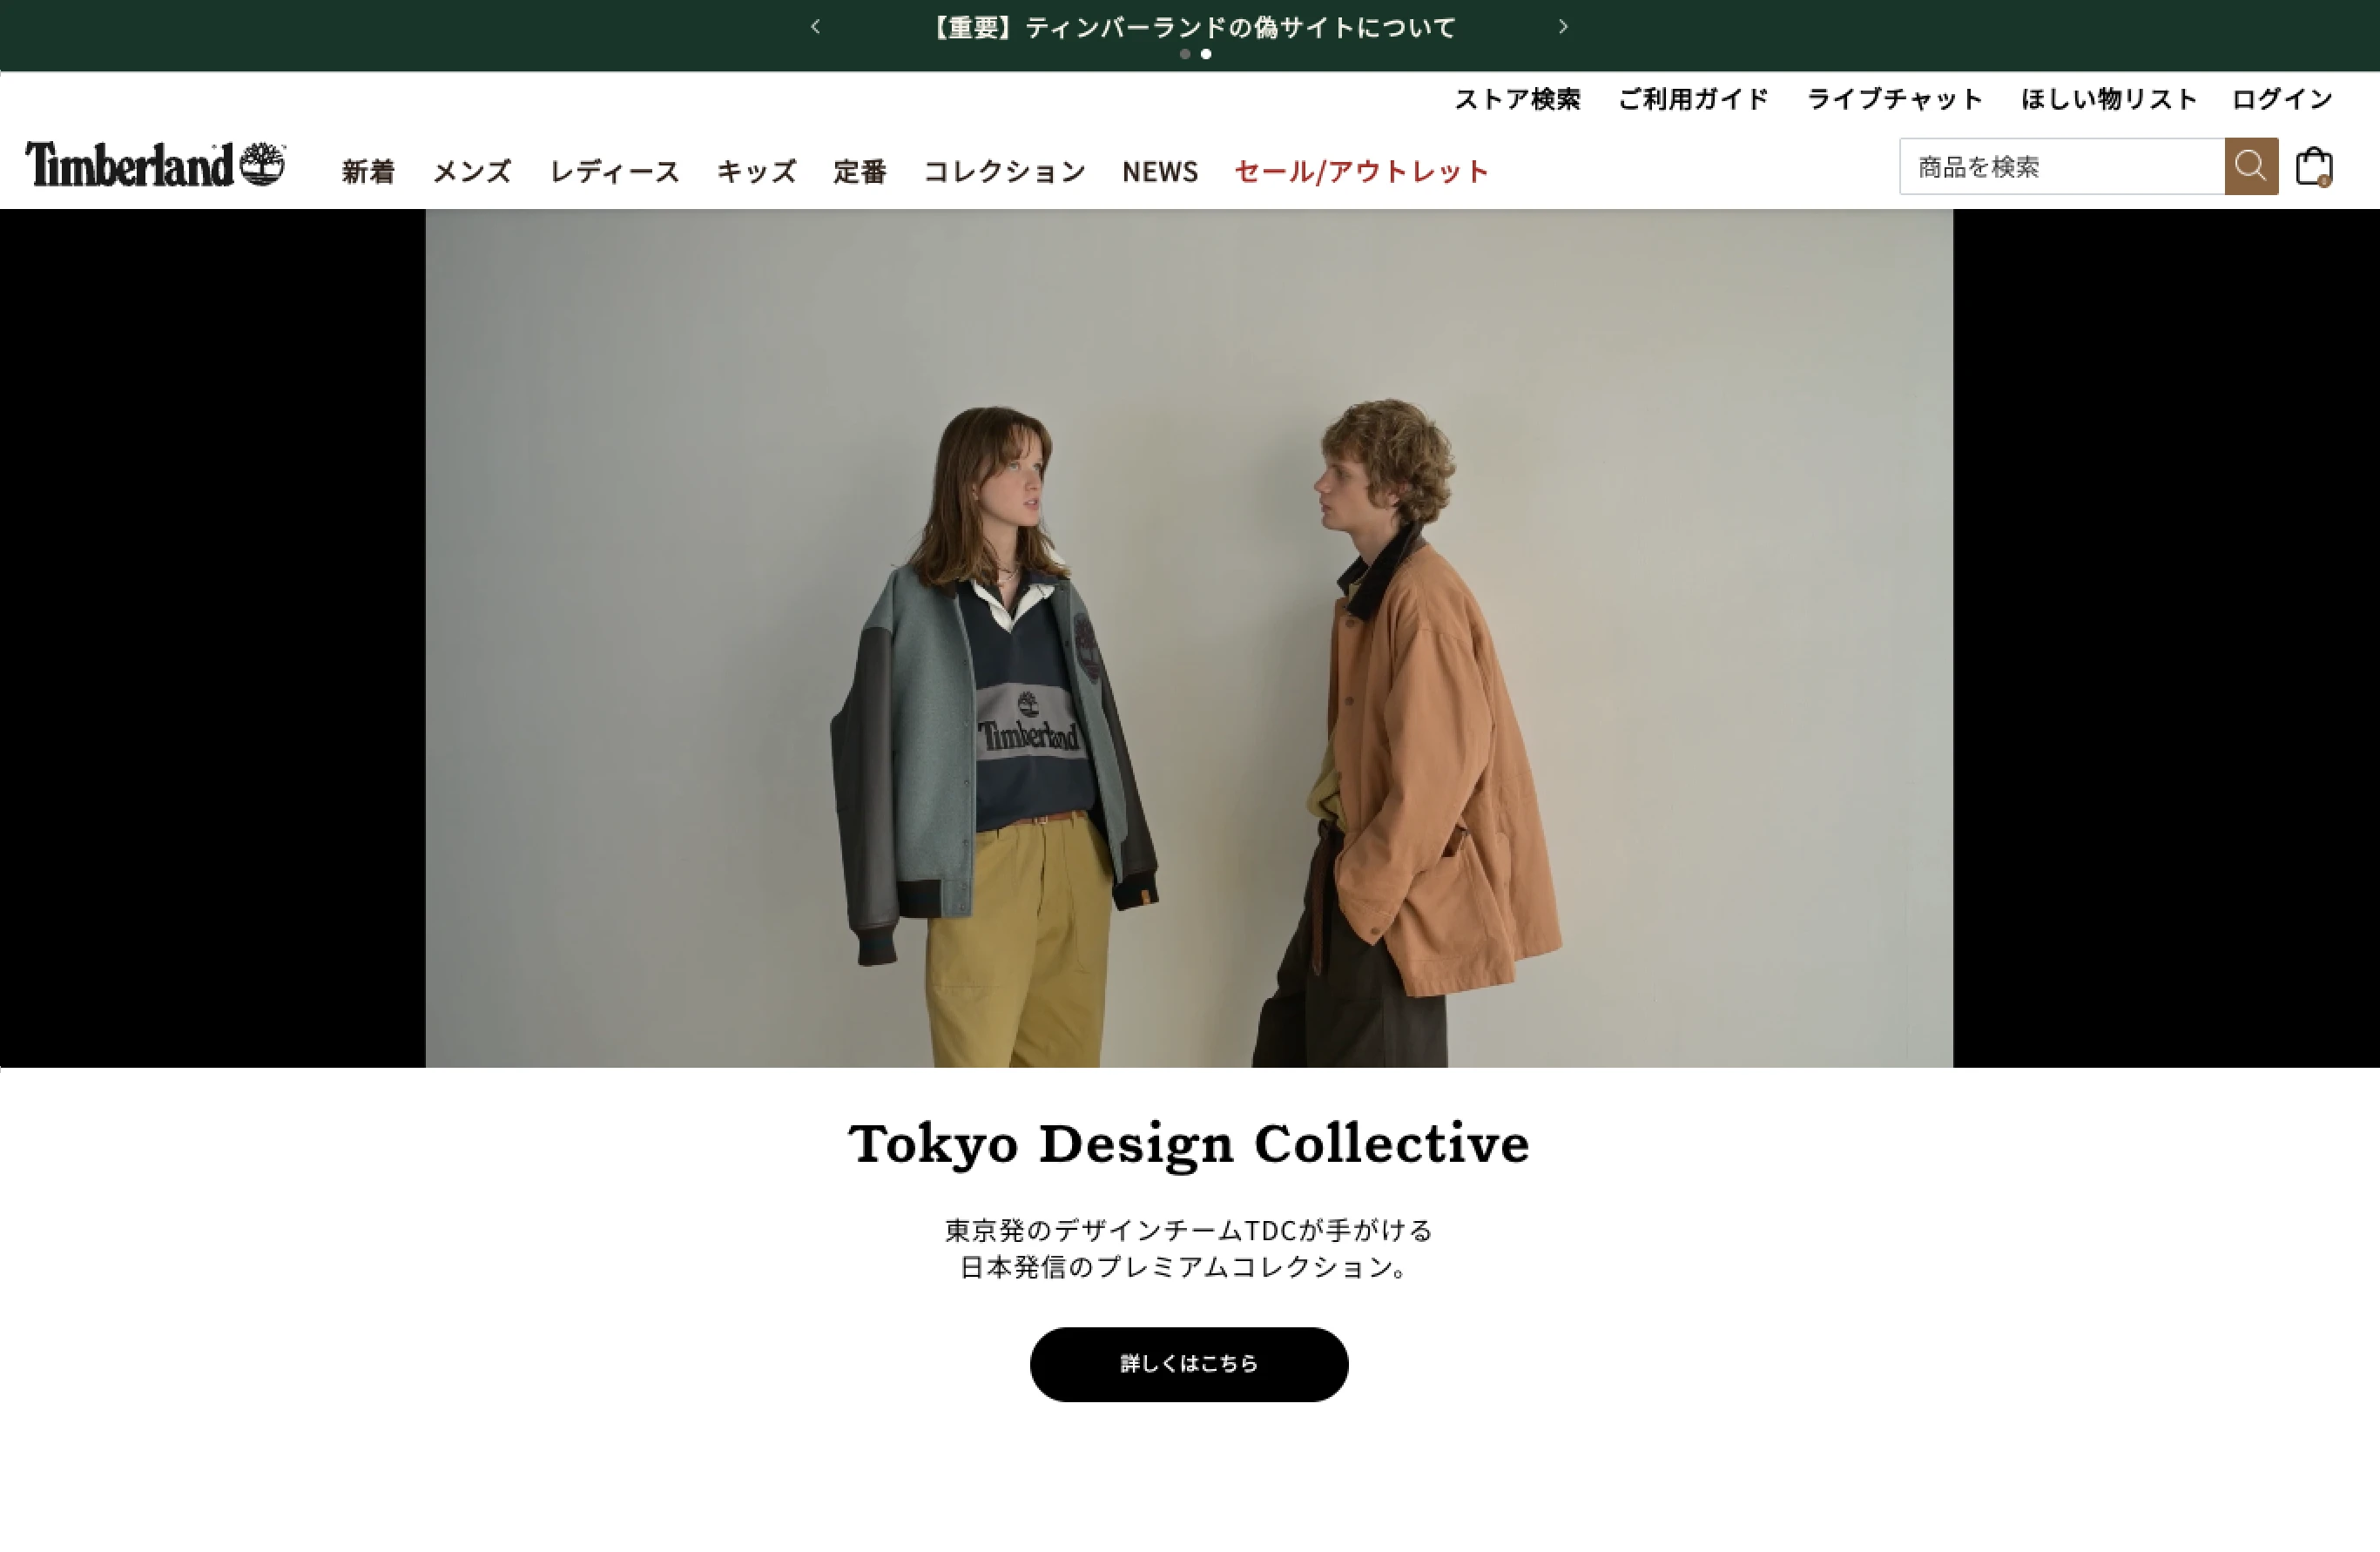 【重要】ティンバーランドの偽サイトについて
ストア検索 ご利用ガイド ライブチャット ほしい物リスト ログイン
Timberland 新着 メンズ レディース キッズ 定番 コレクション NEWS セール/アウトレット 商品を検索
Timberland
Tokyo Design Collective
東京発のデザインチームTDCが手がける
日本発信のプレミアムコレクション。
詳しくはこちら